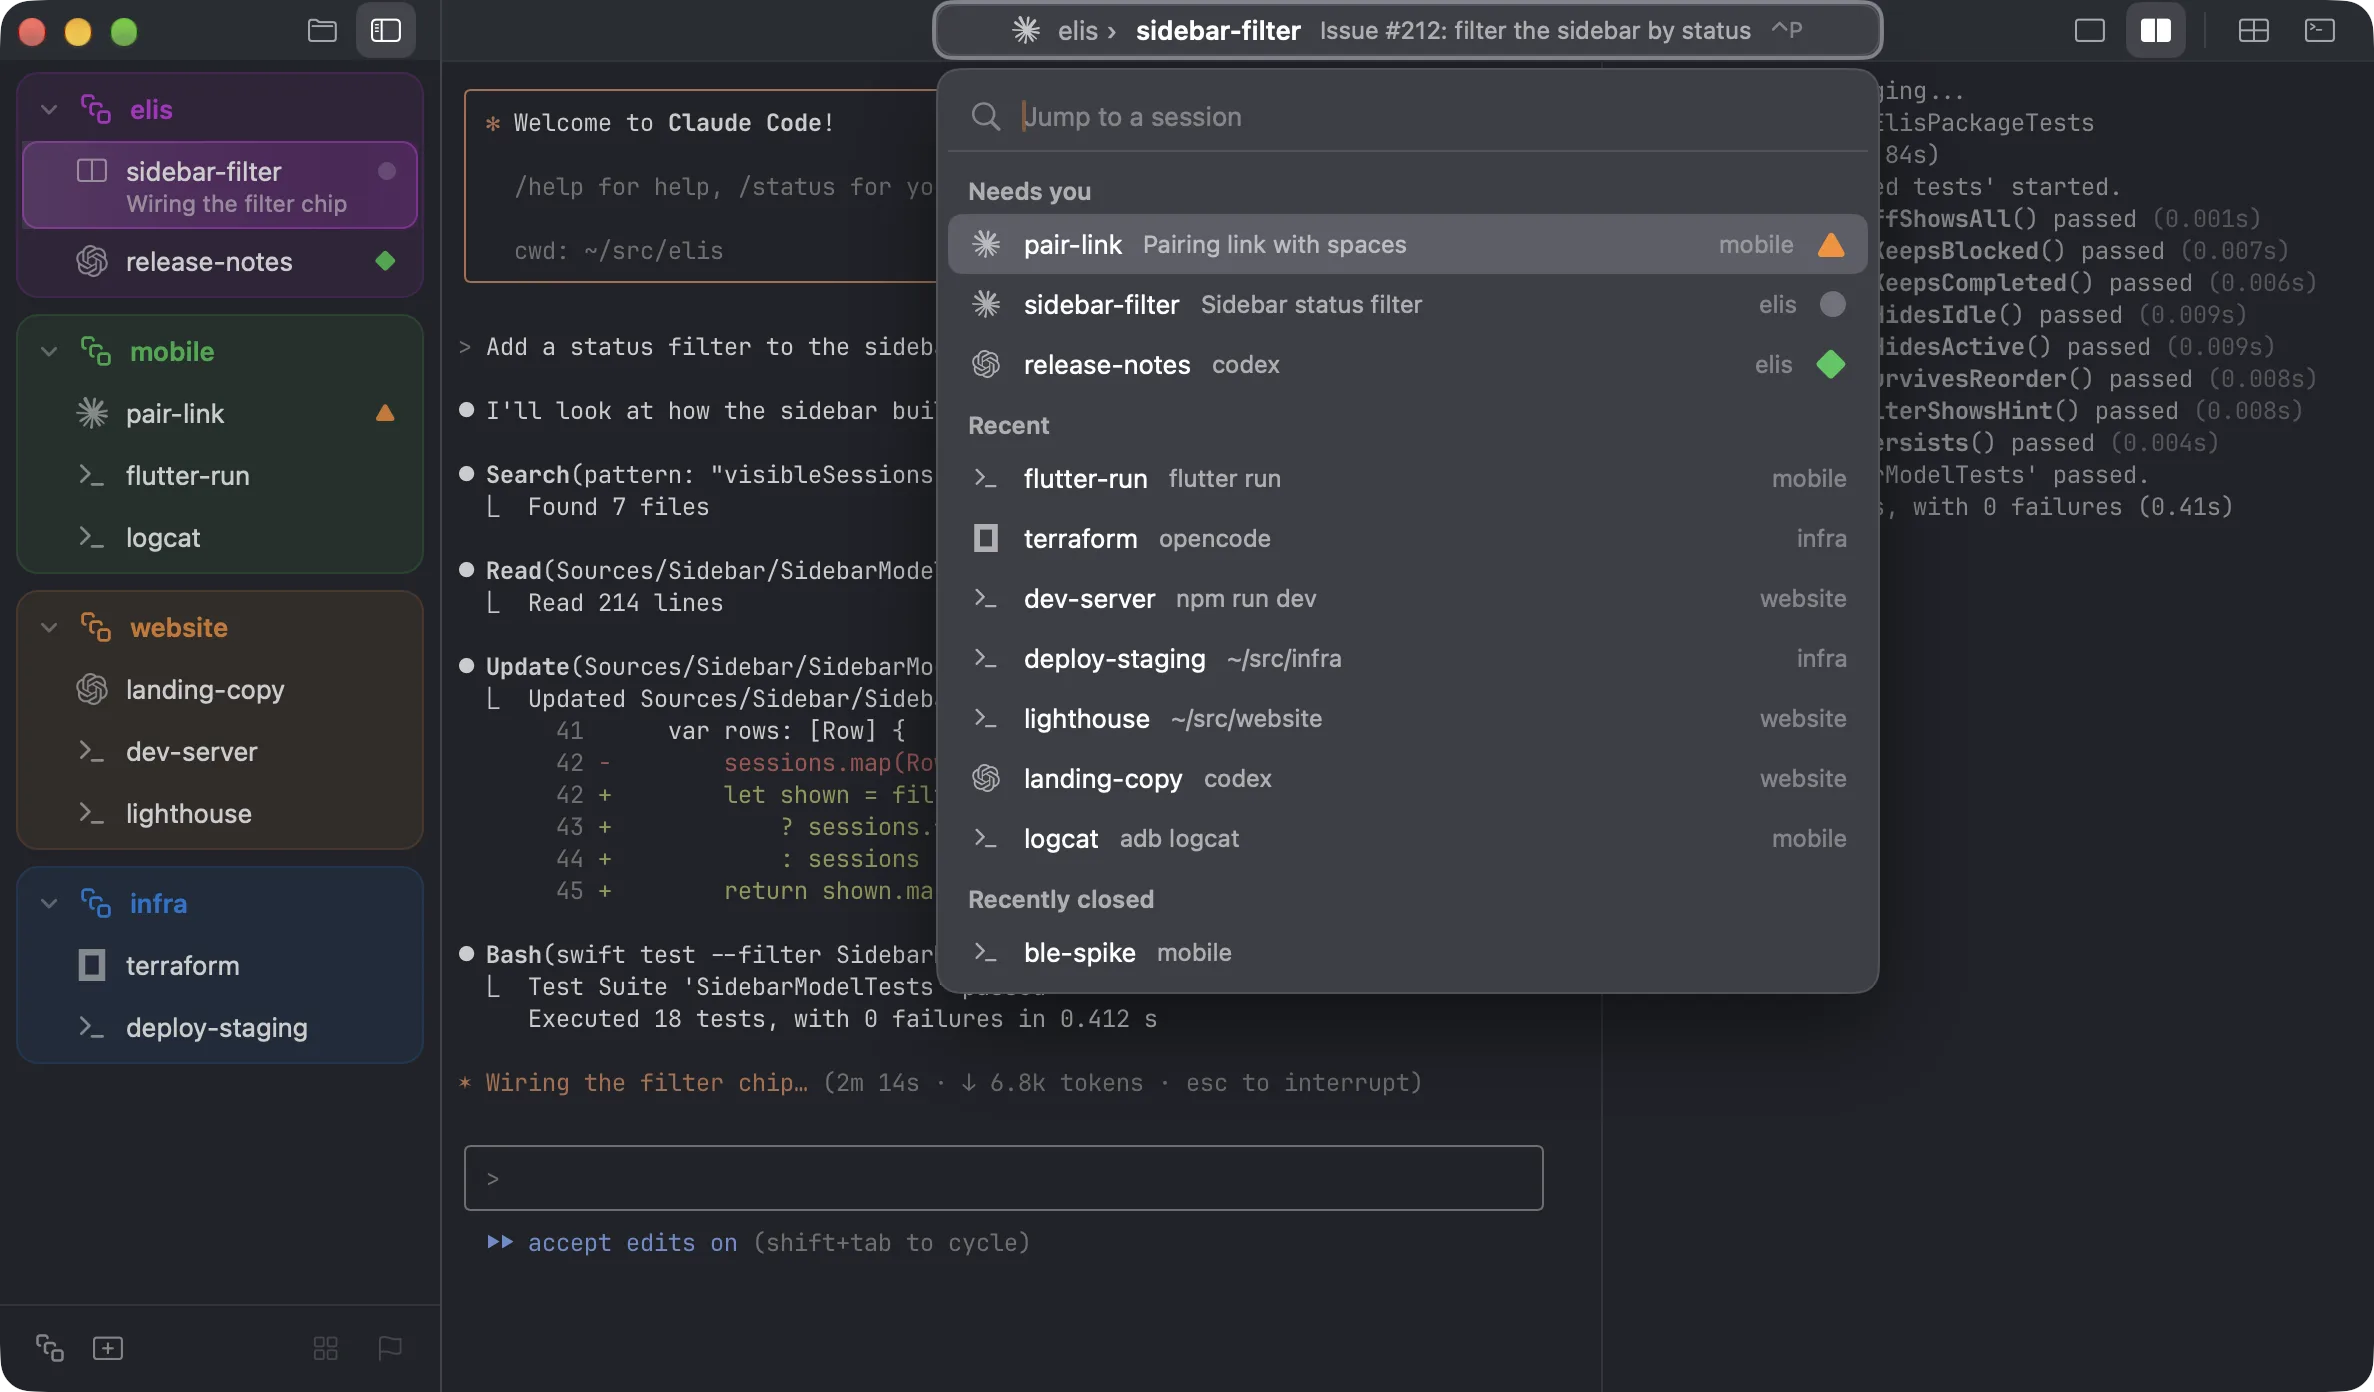 elis › sidebar-filter Issue #212: filter the sidebar by status ^P
elis
sidebar-filter
Wiring the filter chip
release-notes
mobile
pair-link
flutter-run
logcat
website
landing-copy
dev-server
lighthouse
infra
terraform
deploy-staging
✻ Welcome to Claude Code!
/help for help, /status for yo
cwd: ~/src/elis
> Add a status filter to the sideb
● I'll look at how the sidebar bui
● Search(pattern: "visibleSessions
⎣ Found 7 files
● Read(Sources/Sidebar/SidebarModel
⎣ Read 214 lines
● Update(Sources/Sidebar/SidebarMo
⎣ Updated Sources/Sidebar/Sideb
41 var rows: [Row] {
42 - sessions.map(Ro
42 + let shown = fil
43 + ? sessions.
44 + : sessions
45 + return shown.ma
● Bash(swift test --filter Sidebar
⎣ Test Suite 'SidebarModelTests' passed
Executed 18 tests, with 0 failures in 0.412 s
✶ Wiring the filter chip… (2m 14s · ↓ 6.8k tokens · esc to interrupt)
>
▶▶ accept edits on (shift+tab to cycle)
Jump to a session
Needs you
pair-link Pairing link with spaces mobile
sidebar-filter Sidebar status filter elis
release-notes codex elis
Recent
flutter-run flutter run mobile
terraform opencode infra
dev-server npm run dev website
deploy-staging ~/src/infra infra
lighthouse ~/src/website website
landing-copy codex website
logcat adb logcat mobile
Recently closed
ble-spike mobile
ging...
ElisPackageTests
84s)
ed tests' started.
ffShowsAll() passed (0.001s)
KeepsBlocked() passed (0.007s)
KeepsCompleted() passed (0.006s)
HidesIdle() passed (0.009s)
HidesActive() passed (0.009s)
urvivesReorder() passed (0.008s)
lterShowsHint() passed (0.008s)
ersists() passed (0.004s)
rModelTests' passed.
s, with 0 failures (0.41s)